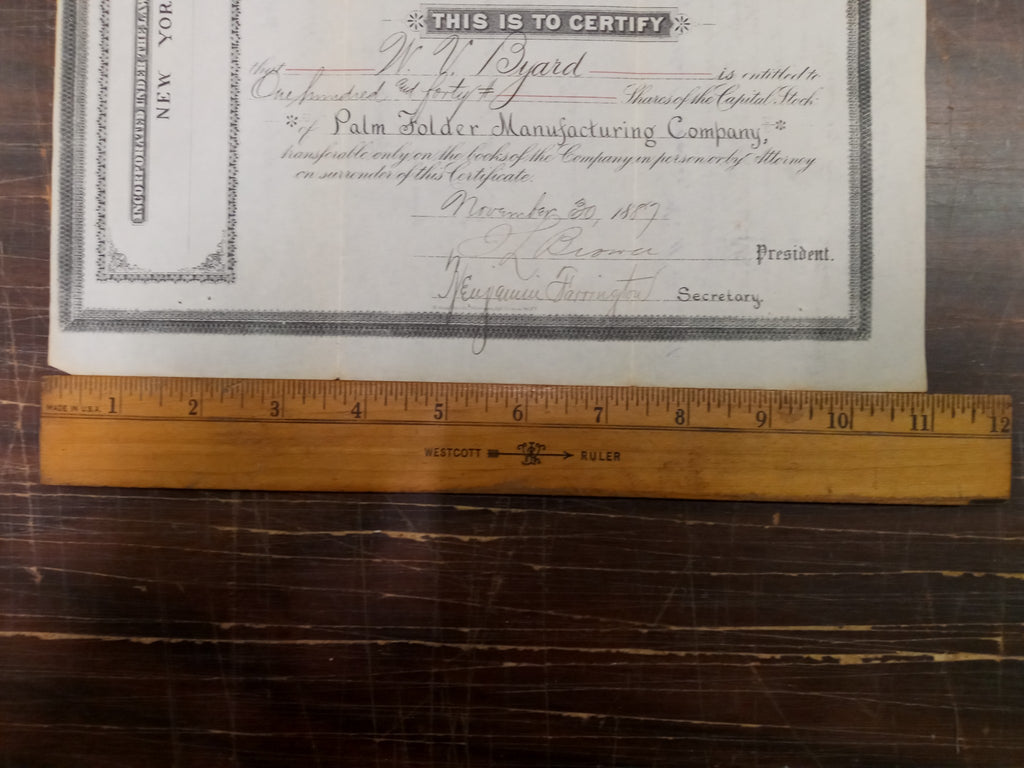 THIS IS TO CERTIFY
that W. V. Byard is entitled to
One hundred and forty Shares of the Capital Stock
of Palm Folder Manufacturing Company,
transferable only on the books of the Company in person or by Attorney
on surrender of this Certificate.
November 30, 1887
Brown President.
Benjamin Farrington Secretary.
INCORPORATED UNDER THE LAW
NEW YOR
MADE IN U.S.A.
1 2 3 4 5 6 7 8 9 10 11 12
WESTCOTT RULER